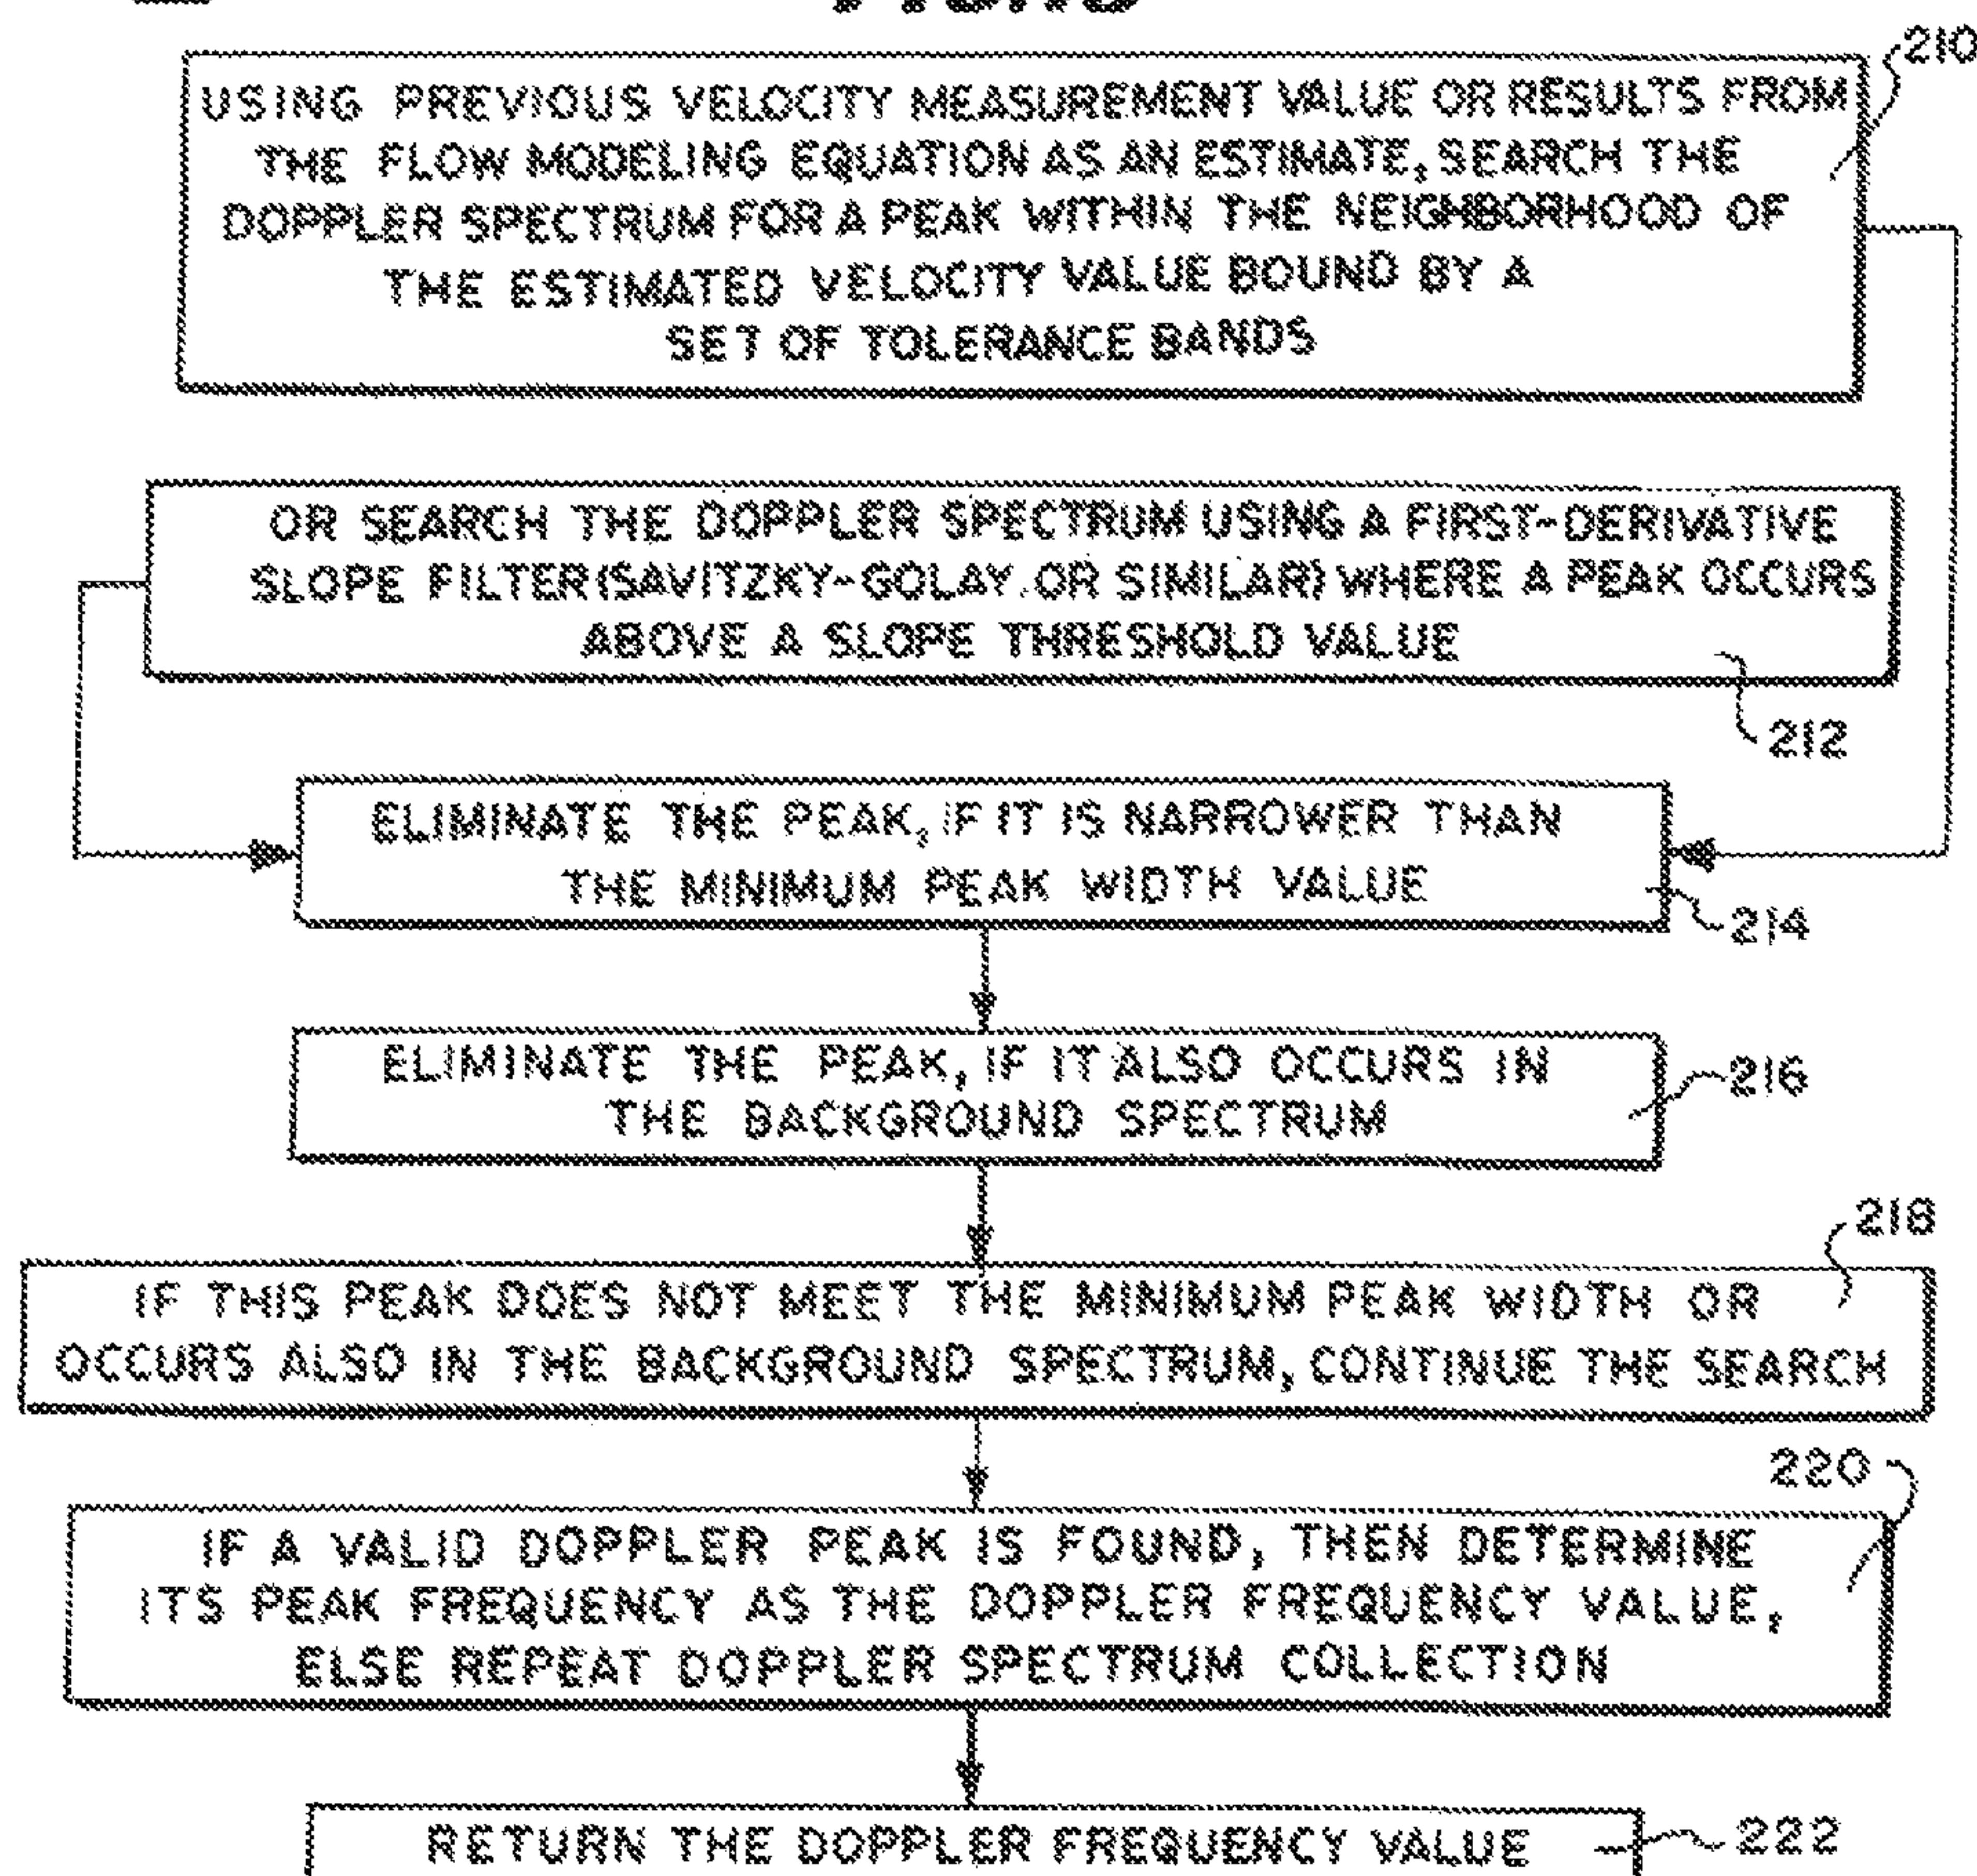 210
USING PREVIOUS VELOCITY MEASUREMENT VALUE OR RESULTS FROM
THE FLOW MODELING EQUATION AS AN ESTIMATE, SEARCH THE
DOPPLER SPECTRUM FOR A PEAK WITHIN THE NEIGHBORHOOD OF
THE ESTIMATED VELOCITY VALUE BOUND BY A
SET OF TOLERANCE BANDS
OR SEARCH THE DOPPLER SPECTRUM USING A FIRST-DERIVATIVE
SLOPE FILTER (SAVITZKY-GOLAY OR SIMILAR) WHERE A PEAK OCCURS
ABOVE A SLOPE THRESHOLD VALUE
212
ELIMINATE THE PEAK, IF IT IS NARROWER THAN
THE MINIMUM PEAK WIDTH VALUE
214
ELIMINATE THE PEAK, IF IT ALSO OCCURS IN
THE BACKGROUND SPECTRUM
216
218
IF THIS PEAK DOES NOT MEET THE MINIMUM PEAK WIDTH OR
OCCURS ALSO IN THE BACKGROUND SPECTRUM, CONTINUE THE SEARCH
220
IF A VALID DOPPLER PEAK IS FOUND, THEN DETERMINE
ITS PEAK FREQUENCY AS THE DOPPLER FREQUENCY VALUE,
ELSE REPEAT DOPPLER SPECTRUM COLLECTION
RETURN THE DOPPLER FREQUENCY VALUE
222